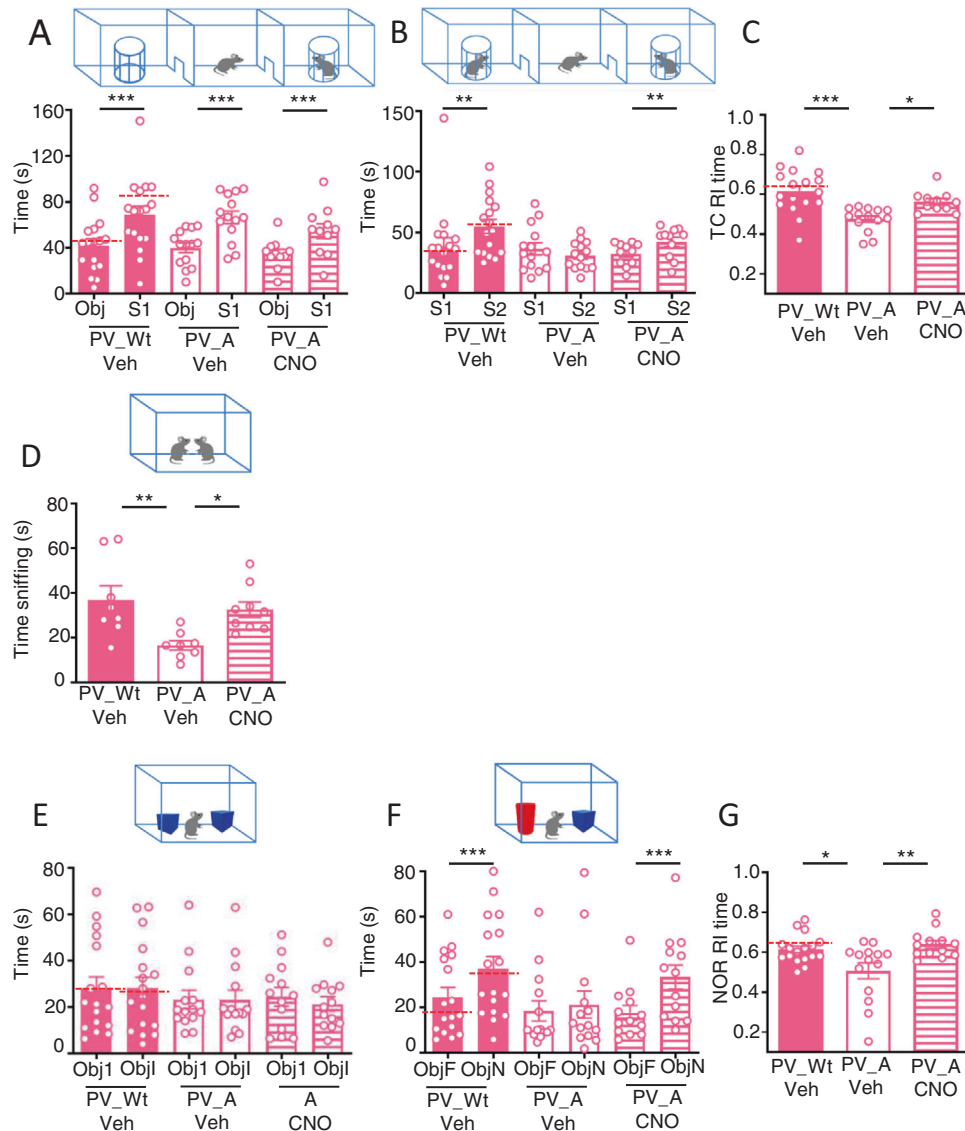 A
B
C
***
***
***
**
**
***
*
160
120
80
40
0
Time (s)
Obj
S1
Obj
S1
Obj
S1
PV_Wt
PV_A
PV_A
Veh
Veh
CNO
150
100
50
0
Time (s)
S1
S2
S1
S2
S1
S2
PV_Wt
PV_A
PV_A
Veh
Veh
CNO
1.0
0.8
0.6
0.4
0.2
TC RI time
PV_Wt
PV_A
PV_A
Veh
Veh
CNO
D
**
*
80
60
40
20
0
Time sniffing (s)
PV_Wt
PV_A
PV_A
Veh
Veh
CNO
E
F
G
80
60
40
20
0
Time (s)
Obj1
ObjI
Obj1
ObjI
Obj1
ObjI
PV_Wt
PV_A
A
Veh
Veh
CNO
***
***
80
60
40
20
0
Time (s)
ObjF
ObjN
ObjF
ObjN
ObjF
ObjN
PV_Wt
PV_A
PV_A
Veh
Veh
CNO
*
**
1.0
0.8
0.6
0.4
0.2
NOR RI time
PV_Wt
PV_A
PV_A
Veh
Veh
CNO